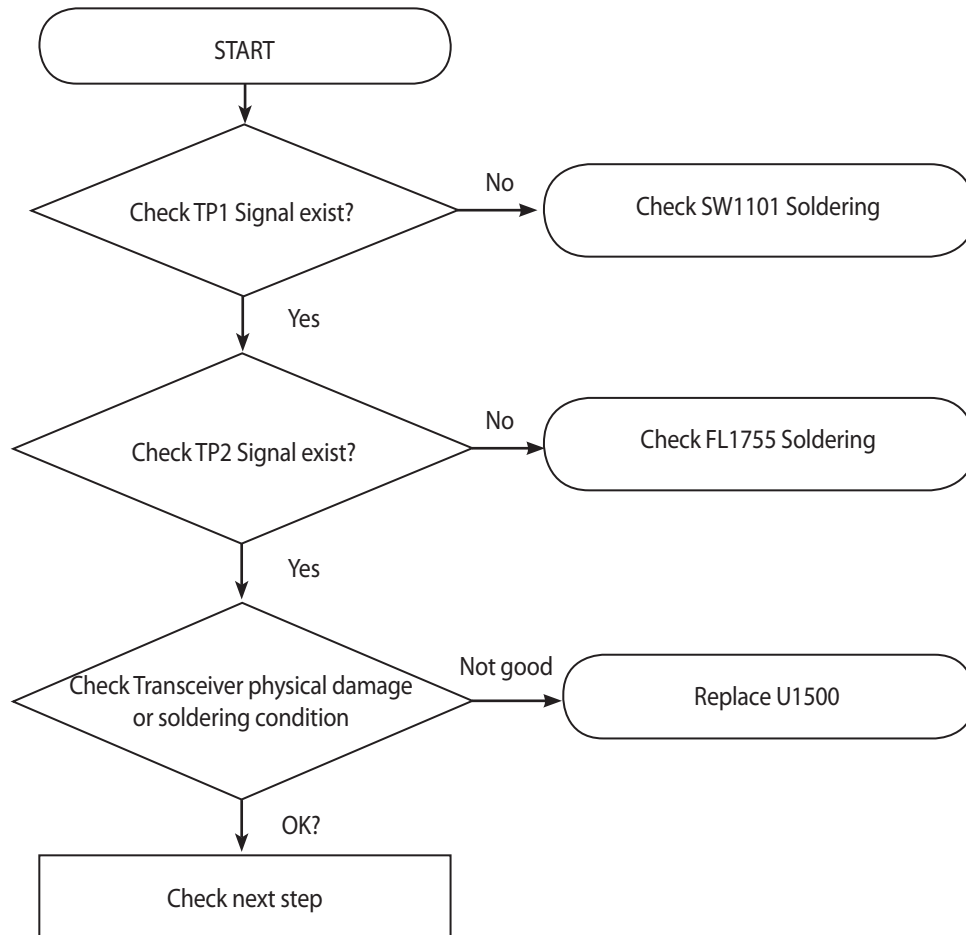 START
Check TP1 Signal exist?
No
Check SW1101 Soldering
Yes
Check TP2 Signal exist?
No
Check FL1755 Soldering
Yes
Check Transceiver physical damage
or soldering condition
Not good
Replace U1500
OK?
Check next step